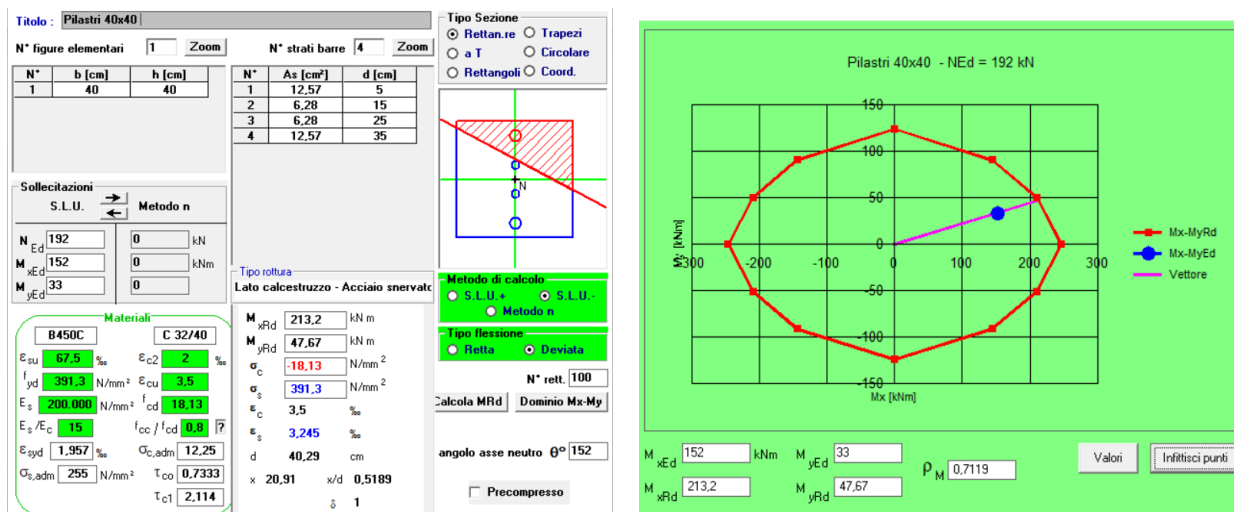 Titolo : Pilastri 40x40
N* figure elementari 1 Zoom
N* strati barre 4 Zoom
N* b [cm] h [cm]
1 40 40
N* As [cm²] d [cm]
1 12,57 5
2 6,28 15
3 6,28 25
4 12,57 35
Tipo Sezione
Rettan.re Trapezi
a T Circolare
Rettangoli Coord.
N
Sollecitazioni
S.L.U. Metodo n
N Ed 192 0 kN
M xEd 152 0 kNm
M yEd 33 0
Tipo rottura
Lato calcestruzzo - Acciaio snervato
Metodo di calcolo
S.L.U.+ S.L.U.-
Metodo n
Tipo flessione
Retta Deviata
N* rett. 100
Calcola MRd Dominio Mx-My
angolo asse neutro θ° 152
Precompresso
Materiali
B450C C 32/40
εsu 67,5 ‰ εc2 2 ‰
fyd 391,3 N/mm² εcu 3,5
Es 200.000 N/mm² fcd 18,13
Es/Ec 15 fcc / fcd 0,8 ?
εsyd 1,957 ‰ σc,adm 12,25
σs,adm 255 N/mm² τco 0,7333
τc1 2,114
M xRd 213,2 kN m
M yRd 47,67 kN m
σc -18,13 N/mm²
σs 391,3 N/mm²
εc 3,5 ‰
εs 3,245 ‰
d 40,29 cm
x 20,91 x/d 0,5189
δ 1
Pilastri 40x40 - NEd = 192 kN
150
100
50
0
-50
-100
-150
-300 -200 -100 0 100 200 300
My [kNm]
Mx [kNm]
Mx-MyRd
Mx-MyEd
Vettore
M xEd 152 kNm M yEd 33
M xRd 213,2 M yRd 47,67
ρM 0,7119
Valori
Infittisci punti